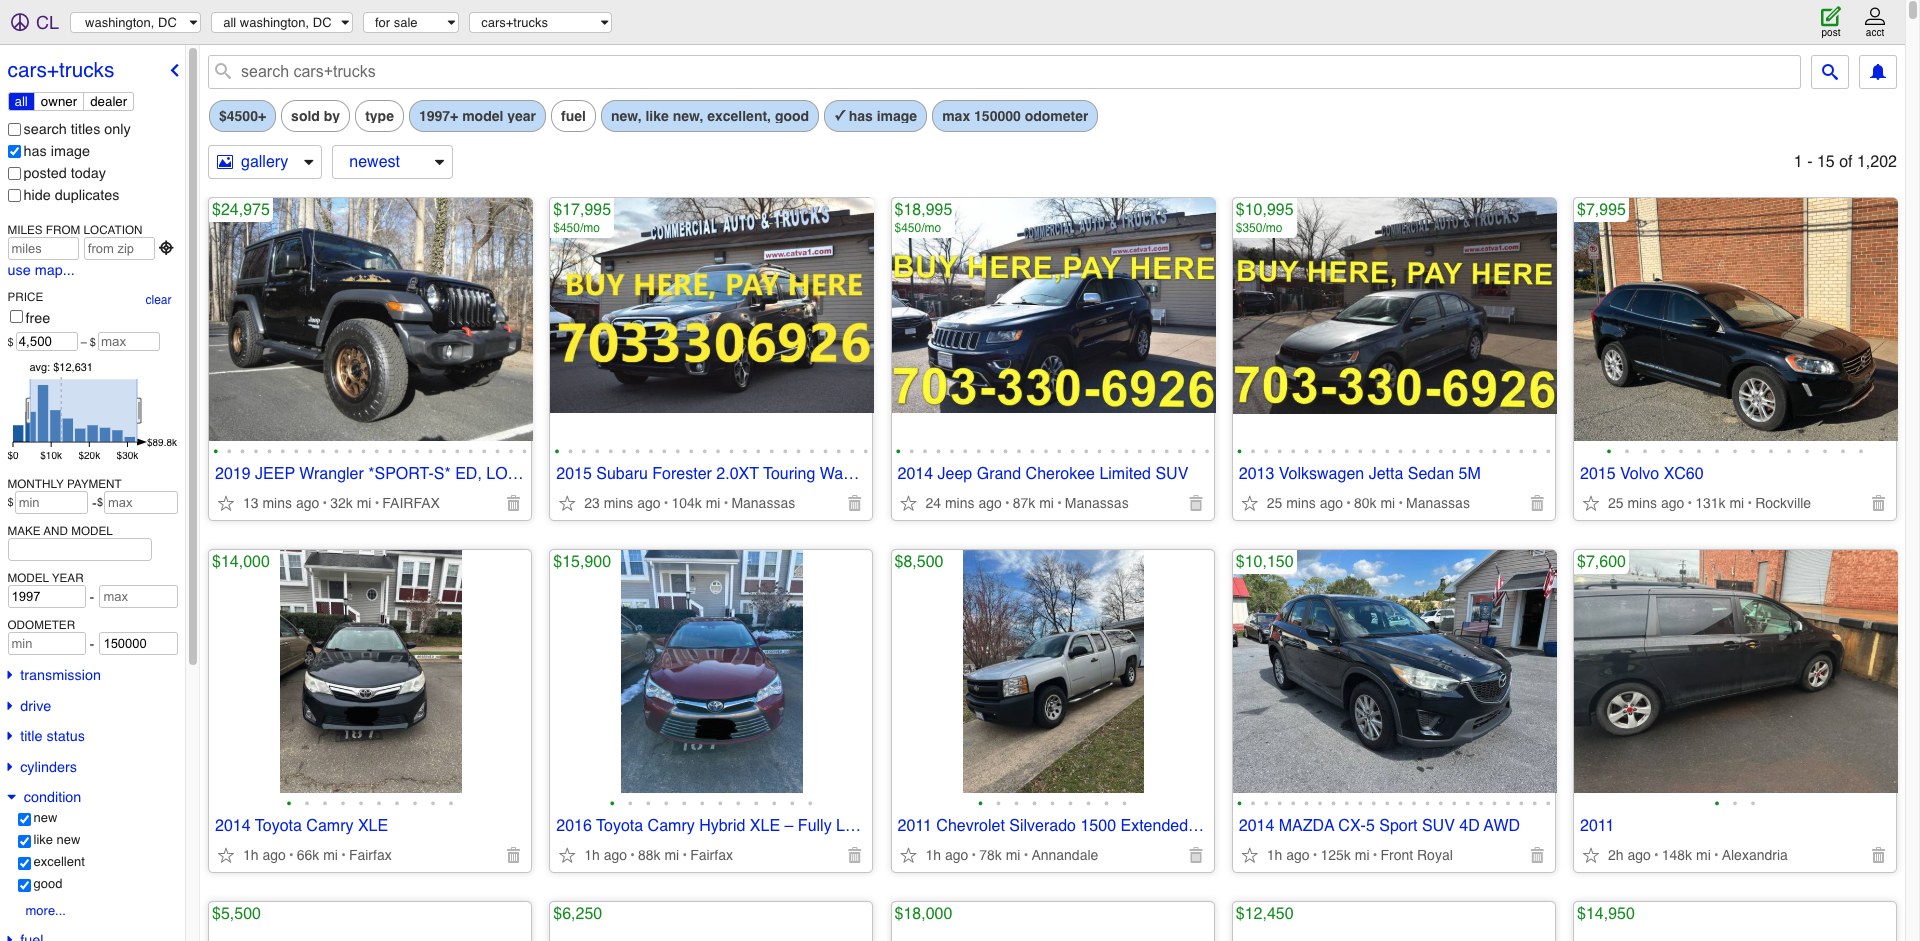 CL
washington, DC
all washington, DC
for sale
cars+trucks
post
acct
cars+trucks
all
owner
dealer
search titles only
has image
posted today
hide duplicates
MILES FROM LOCATION
miles
from zip
use map...
PRICE
clear
free
$ 4,500 – $ max
avg: $12,631
$89.8k
$0 $10k $20k $30k
MONTHLY PAYMENT
$ min -$ max
MAKE AND MODEL
MODEL YEAR
1997 - max
ODOMETER
min - 150000
transmission
drive
title status
cylinders
condition
new
like new
excellent
good
more...
fuel
search cars+trucks
$4500+
sold by
type
1997+ model year
fuel
new, like new, excellent, good
✓ has image
max 150000 odometer
gallery
newest
1 - 15 of 1,202
$24,975
2019 JEEP Wrangler *SPORT-S* ED, LO...
13 mins ago · 32k mi · FAIRFAX
$17,995
$450/mo
COMMERCIAL AUTO & TRUCKS
www.catva1.com
BUY HERE, PAY HERE
7033306926
2015 Subaru Forester 2.0XT Touring Wa...
23 mins ago · 104k mi · Manassas
$18,995
$450/mo
COMMERCIAL AUTO & TRUCKS
www.catva1.com
BUY HERE,PAY HERE
703-330-6926
2014 Jeep Grand Cherokee Limited SUV
24 mins ago · 87k mi · Manassas
$10,995
$350/mo
COMMERCIAL AUTO & TRUCKS
www.catva1.com
BUY HERE, PAY HERE
703-330-6926
2013 Volkswagen Jetta Sedan 5M
25 mins ago · 80k mi · Manassas
$7,995
2015 Volvo XC60
25 mins ago · 131k mi · Rockville
$14,000
2014 Toyota Camry XLE
1h ago · 66k mi · Fairfax
$15,900
2016 Toyota Camry Hybrid XLE – Fully L...
1h ago · 88k mi · Fairfax
$8,500
2011 Chevrolet Silverado 1500 Extended...
1h ago · 78k mi · Annandale
$10,150
2014 MAZDA CX-5 Sport SUV 4D AWD
1h ago · 125k mi · Front Royal
$7,600
2011
2h ago · 148k mi · Alexandria
$5,500
$6,250
$18,000
$12,450
$14,950